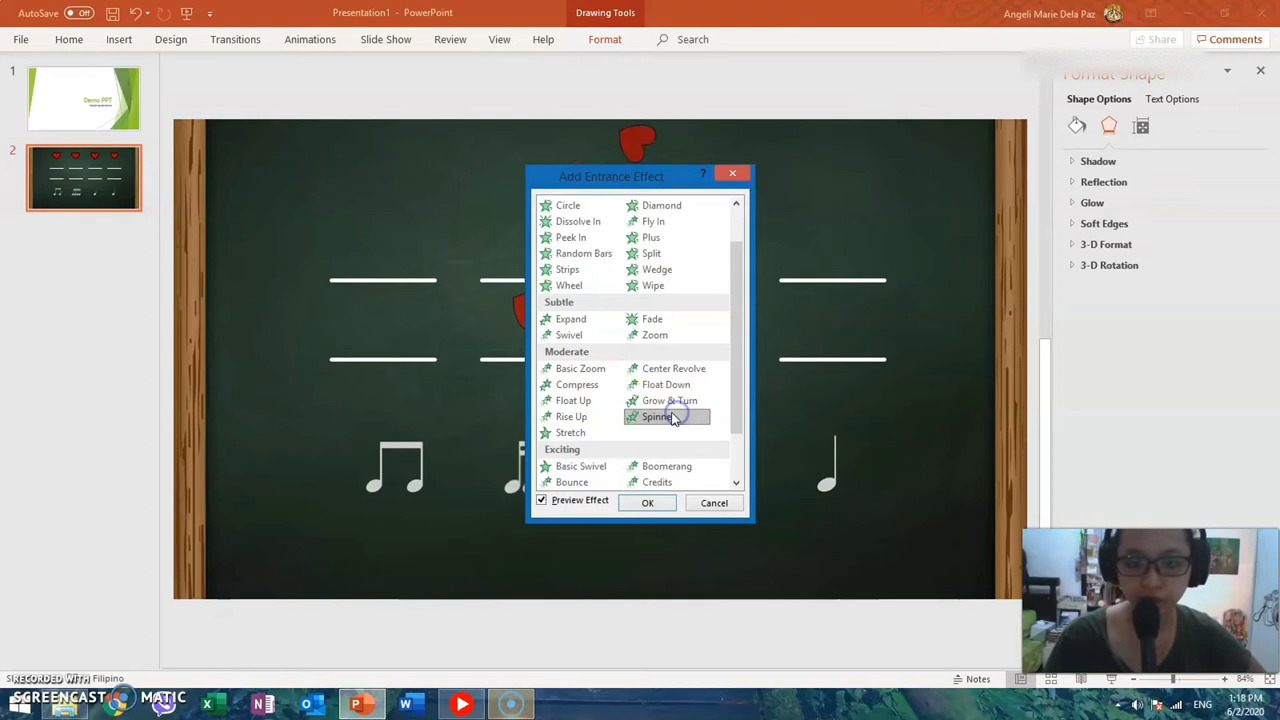 AutoSave Off Presentation1 - PowerPoint Drawing Tools Angeli Marie Dela Paz
File Home Insert Design Transitions Animations Slide Show Review View Help Format Search Share Comments
1
Demo PPT
2
Format Shape
Shape Options Text Options
Shadow
Reflection
Glow
Soft Edges
3-D Format
3-D Rotation
Add Entrance Effect ?
Circle Diamond
Dissolve In Fly In
Peek In Plus
Random Bars Split
Strips Wedge
Wheel Wipe
Subtle
Expand Fade
Swivel Zoom
Moderate
Basic Zoom Center Revolve
Compress Float Down
Float Up Grow & Turn
Rise Up Spinne
Stretch
Exciting
Basic Swivel Boomerang
Bounce Credits
Preview Effect OK Cancel
Filipino Notes 84%
RECORDED WITH
SCREENCAST MATIC
ENG 1:18 PM
6/2/2020